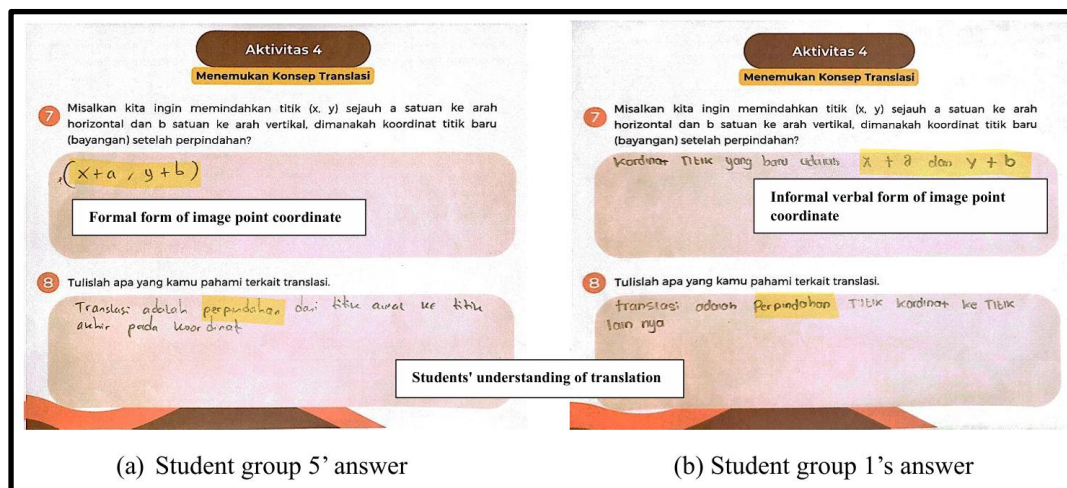 Aktivitas 4
Menemukan Konsep Translasi
7
Misalkan kita ingin memindahkan titik (x, y) sejauh a satuan ke arah
horizontal dan b satuan ke arah vertikal, dimanakah koordinat titik baru
(bayangan) setelah perpindahan?
(x+a, y+b)
Formal form of image point coordinate
8
Tulislah apa yang kamu pahami terkait translasi.
Translasi adalah perpindahan dari titik awal ke titik
akhir pada koordinat
Aktivitas 4
Menemukan Konsep Translasi
7
Misalkan kita ingin memindahkan titik (x, y) sejauh a satuan ke arah
horizontal dan b satuan ke arah vertikal, dimanakah koordinat titik baru
(bayangan) setelah perpindahan?
kordinat Titik yang baru adalah x + a dan y + b
Informal verbal form of image point
coordinate
8
Tulislah apa yang kamu pahami terkait translasi.
translasi adalah Perpindahan Titik kordinat ke Titik
lain nya
Students' understanding of translation
(a) Student group 5' answer
(b) Student group 1's answer